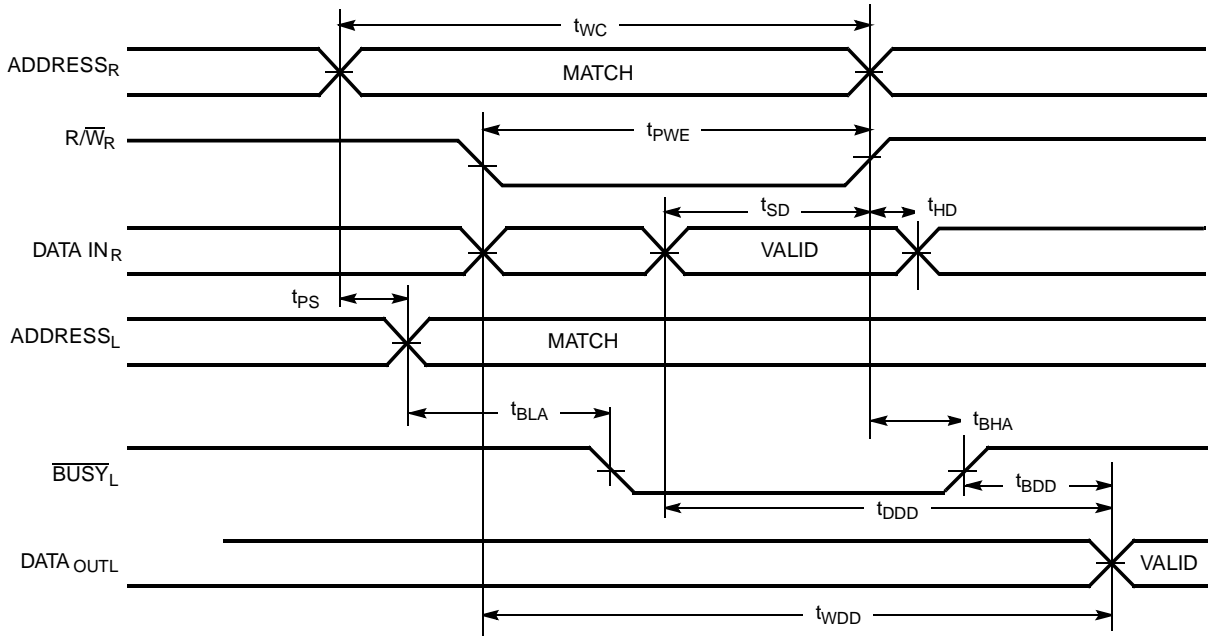 tWC
ADDRESSR
MATCH
R/W̅R
tPWE
tSD
tHD
DATA INR
VALID
tPS
ADDRESSL
MATCH
tBLA
tBHA
B̅U̅S̅Y̅L
tBDD
tDDD
DATA OUTL
VALID
tWDD